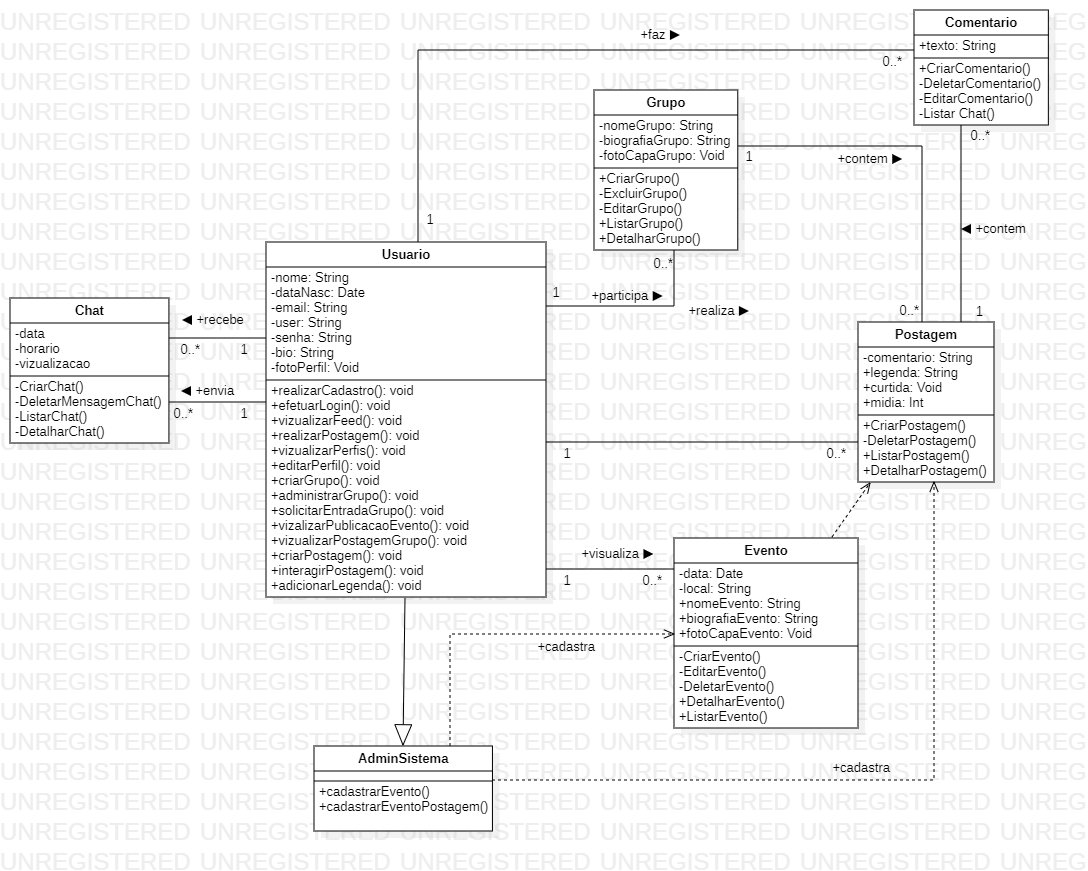 +faz ►
1
0..*
Comentario
+texto: String
+CriarComentario()
-DeletarComentario()
-EditarComentario()
-Listar Chat()
0..*
◄ +contem
1
Grupo
-nomeGrupo: String
-biografiaGrupo: String
-fotoCapaGrupo: Void
+CriarGrupo()
-ExcluirGrupo()
-EditarGrupo()
+ListarGrupo()
+DetalharGrupo()
1
+contem ►
0..*
0..*
1
+participa ►
+realiza ►
Chat
-data
-horario
-vizualizacao
-CriarChat()
-DeletarMensagemChat()
-ListarChat()
-DetalharChat()
◄ +recebe
0..*
1
◄ +envia
0..*
1
Usuario
-nome: String
-dataNasc: Date
-email: String
-user: String
-senha: String
-bio: String
-fotoPerfil: Void
+realizarCadastro(): void
+efetuarLogin(): void
+vizualizarFeed(): void
+realizarPostagem(): void
+vizualizarPerfis(): void
+editarPerfil(): void
+criarGrupo(): void
+administrarGrupo(): void
+solicitarEntradaGrupo(): void
+vizalizarPublicacaoEvento(): void
+vizualizarPostagemGrupo(): void
+criarPostagem(): void
+interagirPostagem(): void
+adicionarLegenda(): void
Postagem
-comentario: String
+legenda: String
+curtida: Void
+midia: Int
+CriarPostagem()
-DeletarPostagem()
+ListarPostagem()
+DetalharPostagem()
1
0..*
+visualiza ►
1
0..*
Evento
-data: Date
-local: String
+nomeEvento: String
+biografiaEvento: String
+fotoCapaEvento: Void
-CriarEvento()
-EditarEvento()
-DeletarEvento()
+DetalharEvento()
+ListarEvento()
+cadastra
AdminSistema
+cadastrarEvento()
+cadastrarEventoPostagem()
+cadastra
UNREGISTERED